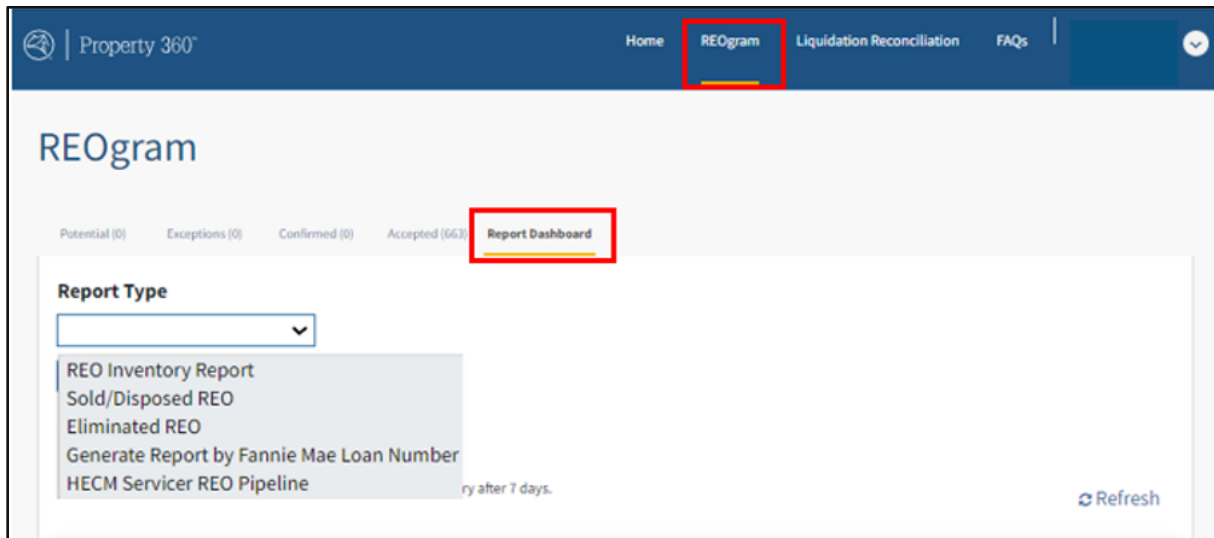 Property 360™ Home REOgram Liquidation Reconciliation FAQs
REOgram
Potential (0) Exceptions (0) Confirmed (0) Accepted (663) Report Dashboard
Report Type
REO Inventory Report
Sold/Disposed REO
Eliminated REO
Generate Report by Fannie Mae Loan Number
HECM Servicer REO Pipeline
after 7 days.
Refresh